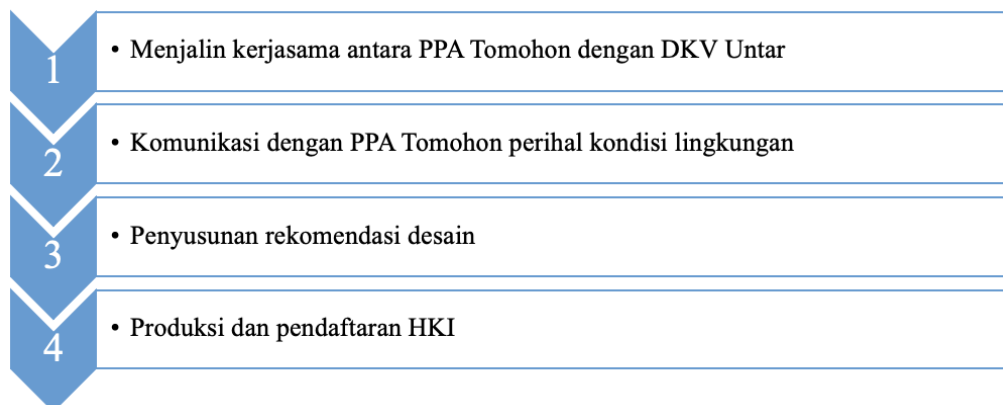 1
• Menjalin kerjasama antara PPA Tomohon dengan DKV Untar
2
• Komunikasi dengan PPA Tomohon perihal kondisi lingkungan
3
• Penyusunan rekomendasi desain
4
• Produksi dan pendaftaran HKI